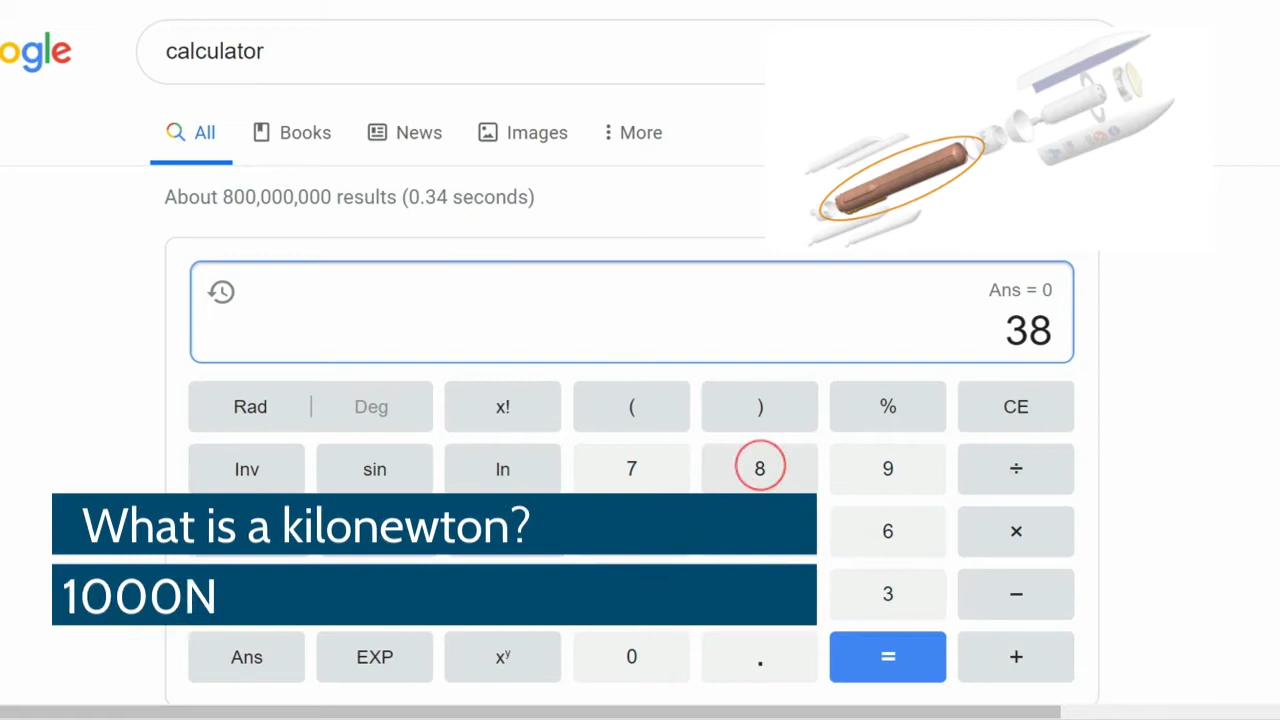 ogle
calculator
All
Books
News
Images
More
About 800,000,000 results (0.34 seconds)
Ans = 0
38
Rad | Deg
x!
(
)
%
CE
Inv
sin
ln
7
8
9
÷
What is a kilonewton?
6
×
1000N
3
−
Ans
EXP
xʸ
0
.
=
+